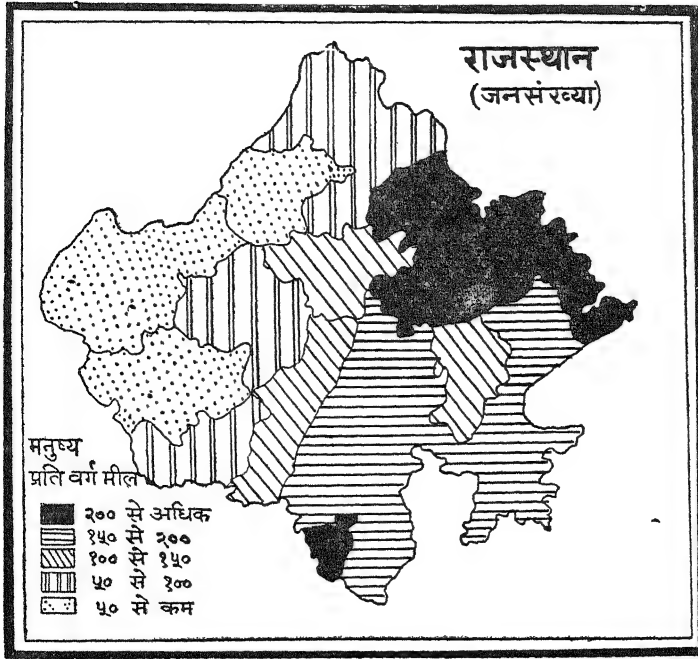 राजस्थान
(जनसंख्या)
मनुष्य
प्रति वर्ग मील
२०० से अधिक
१५० से २००
१०० से १५०
५० से १००
५० से कम